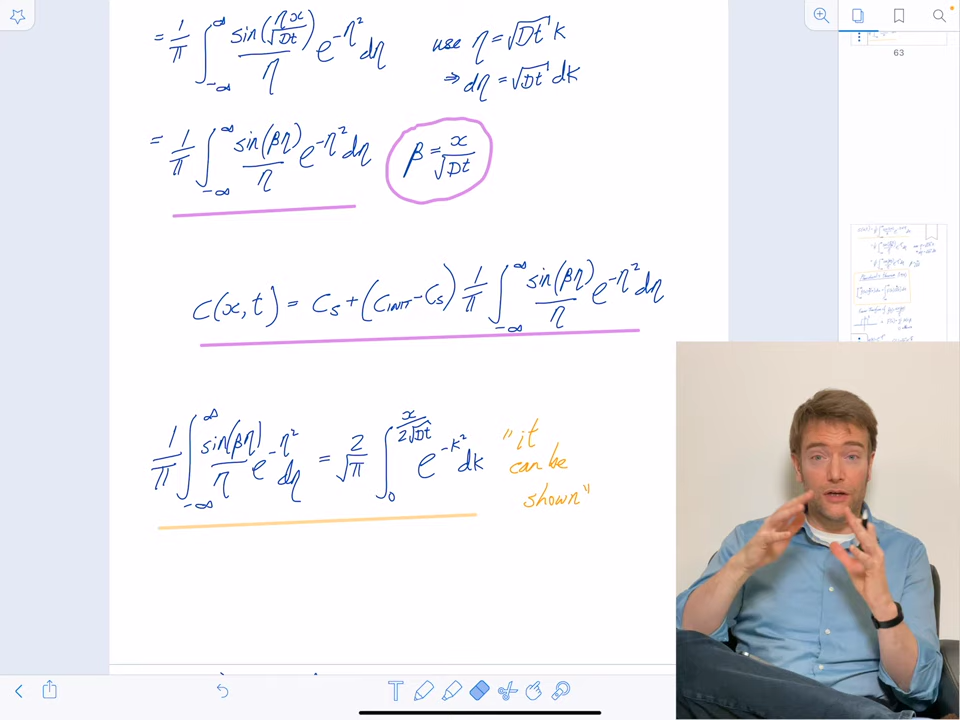 = 1/π ∫_{-∞}^{∞} sin(ηx/√Dt)/η e^{-η²} dη use η = √Dt k
⇒ dη = √Dt dk
= 1/π ∫_{-∞}^{∞} sin(βη)/η e^{-η²} dη β = x/√Dt
C(x,t) = C_S + (C_INIT - C_S) 1/π ∫_{-∞}^{∞} sin(βη)/η e^{-η²} dη
1/π ∫_{-∞}^{∞} sin(βη)/η e^{-η²} dη = 2/√π ∫_0^{x/2√Dt} e^{-k²} dk "it
can be
shown"
63